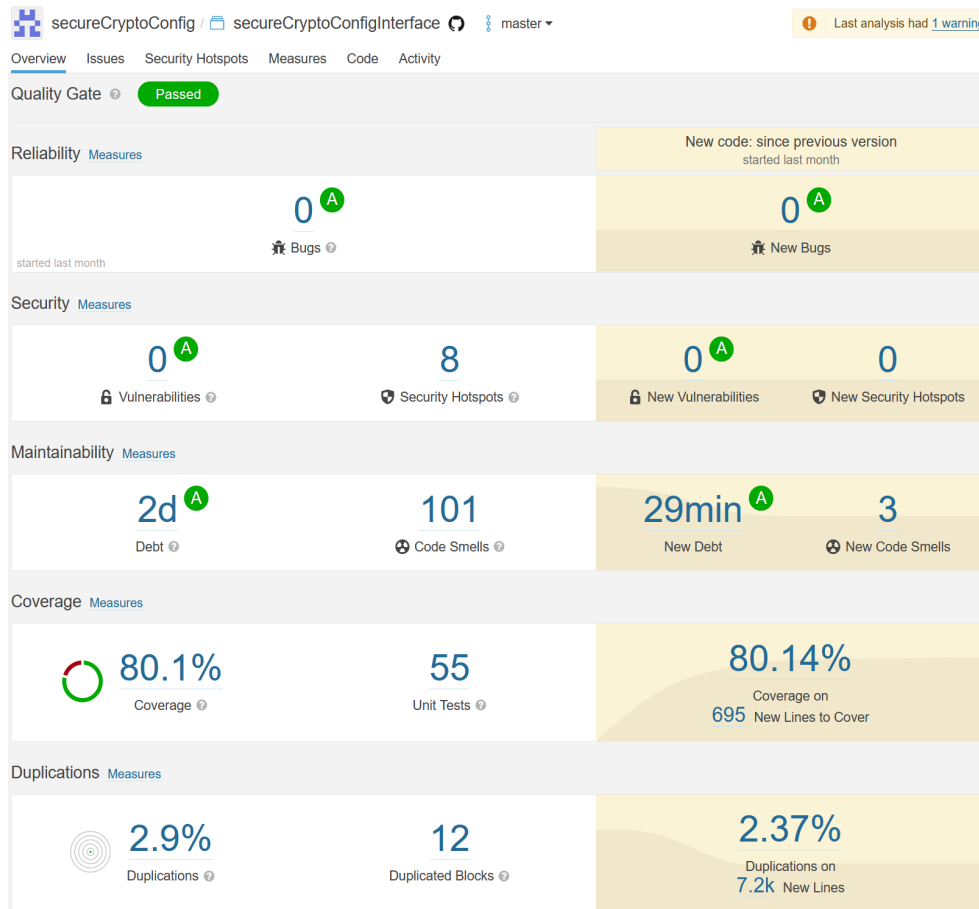 secureCryptoConfig / secureCryptoConfigInterface master
Last analysis had 1 warning
Overview Issues Security Hotspots Measures Code Activity
Quality Gate ? Passed
New code: since previous version
started last month
Reliability Measures
0 A
Bugs ?
started last month
0 A
New Bugs
Security Measures
0 A
Vulnerabilities ?
8
Security Hotspots ?
0 A
New Vulnerabilities
0
New Security Hotspots
Maintainability Measures
2d A
Debt ?
101
Code Smells ?
29min A
New Debt
3
New Code Smells
Coverage Measures
80.1%
Coverage ?
55
Unit Tests ?
80.14%
Coverage on
695 New Lines to Cover
Duplications Measures
2.9%
Duplications ?
12
Duplicated Blocks ?
2.37%
Duplications on
7.2k New Lines